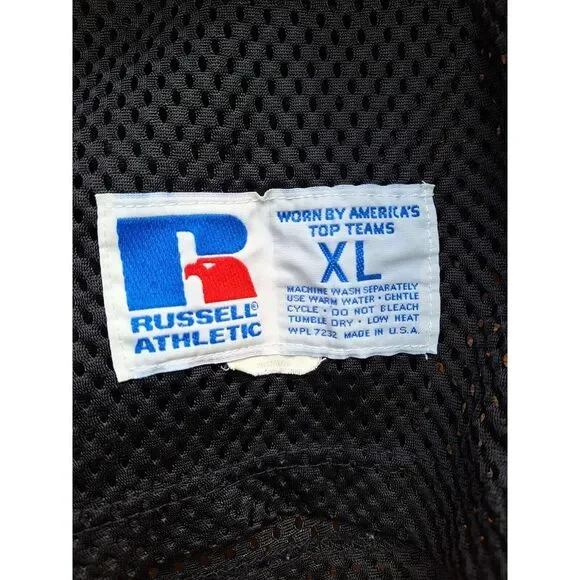 RUSSELL®
ATHLETIC
WORN BY AMERICA'S
TOP TEAMS
XL
MACHINE WASH SEPARATELY
USE WARM WATER • GENTLE
CYCLE • DO NOT BLEACH
TUMBLE DRY • LOW HEAT
WPL 7232 MADE IN U.S.A.